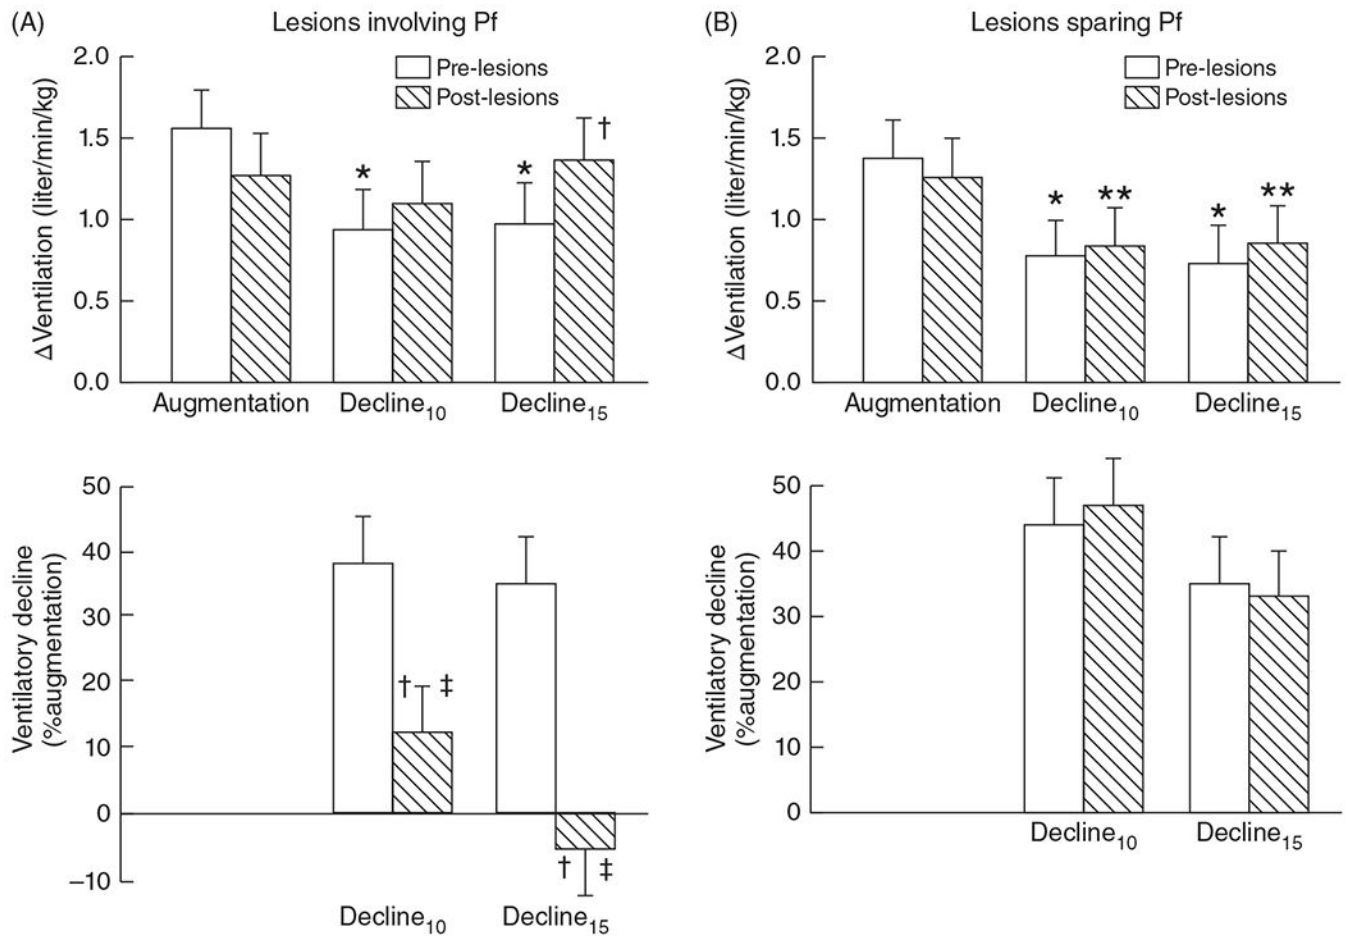 (A) Lesions involving Pf
2.0
1.5
1.0
0.5
0.0
ΔVentilation (liter/min/kg)
Pre-lesions
Post-lesions
*
*
†
Augmentation Decline₁₀ Decline₁₅
50
40
30
20
10
0
–10
Ventilatory decline
(%augmentation)
† ‡
† ‡
Decline₁₀ Decline₁₅
(B) Lesions sparing Pf
2.0
1.5
1.0
0.5
0.0
ΔVentilation (liter/min/kg)
Pre-lesions
Post-lesions
* **
* **
Augmentation Decline₁₀ Decline₁₅
50
40
30
20
10
0
Ventilatory decline
(%augmentation)
Decline₁₀ Decline₁₅